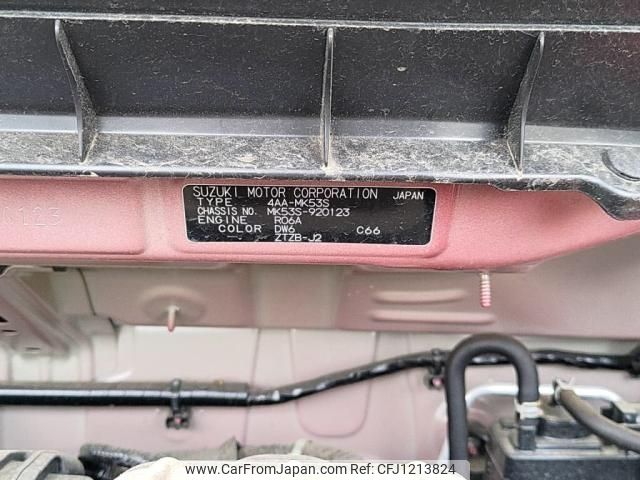 SUZUKI MOTOR CORPORATION JAPAN
TYPE 4AA-MK53S
CHASSIS NO. MK53S-920123
ENGINE R06A
COLOR DW6 C66
ZTZB-J2
www.CarFromJapan.com / CFJ1213824